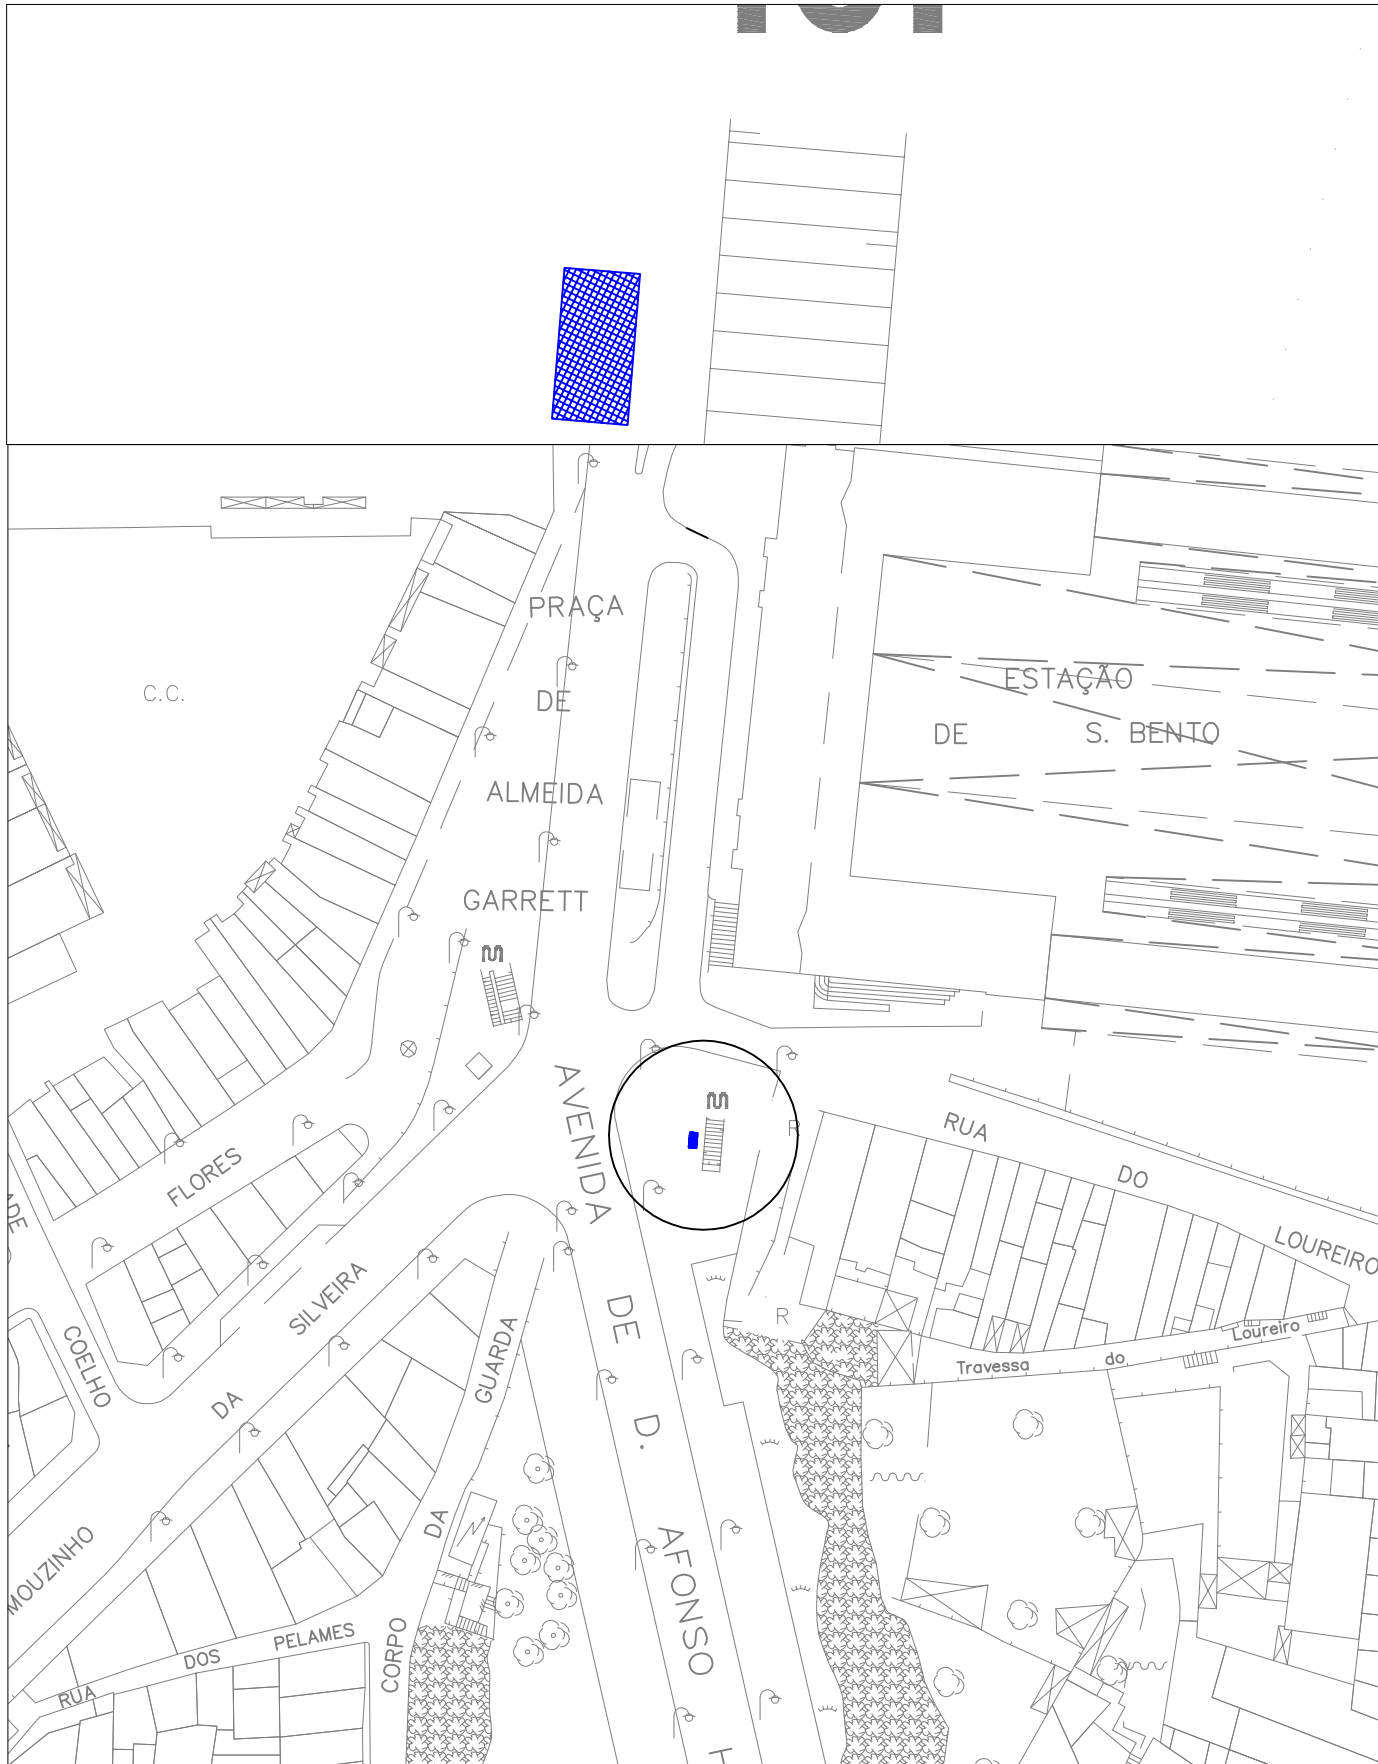 PRAÇA
DE
ALMEIDA
GARRETT
C.C.
ESTAÇÃO
DE S. BENTO
AVENIDA
DE D. AFONSO
R
R
RUA DO LOUREIRO
Travessa do Loureiro
FLORES
COELHO
MOUZINHO DA SILVEIRA
CORPO DA GUARDA
RUA DOS PELAMES